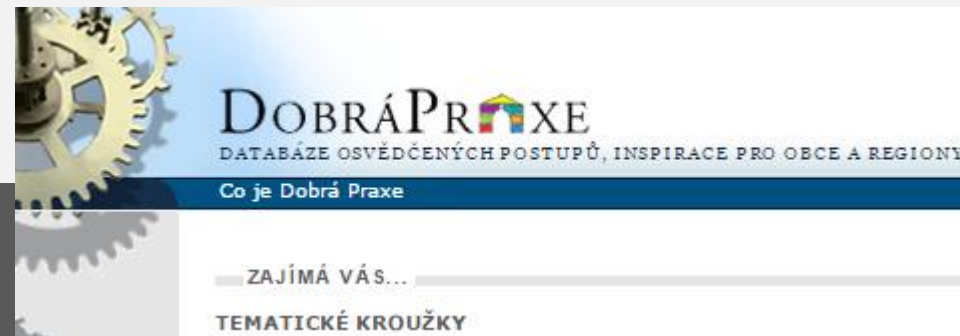 DOBRÁPRAXE
DATABÁZE OSVĚDČENÝCH POSTUPŮ, INSPIRACE PRO OBCE A REGIONY
Co je Dobrá Praxe
ZAJÍMÁ VÁS...
TEMATICKÉ KROUŽKY